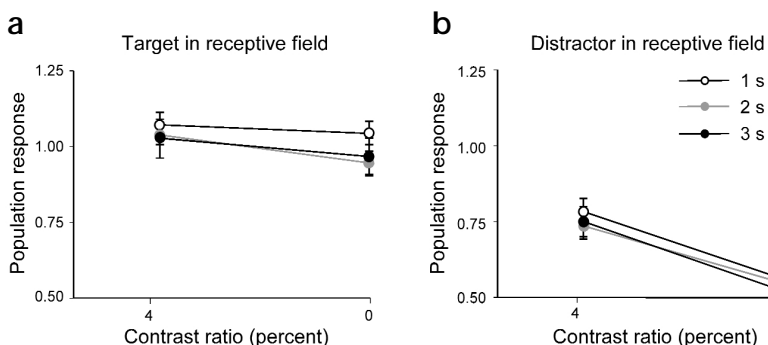 a
Target in receptive field
Population response
1.25
1.00
0.75
0.50
4
0
Contrast ratio (percent)
b
Distractor in receptive field
Population response
1.25
1.00
0.75
0.50
1 s
2 s
3 s
4
Contrast ratio (percent)